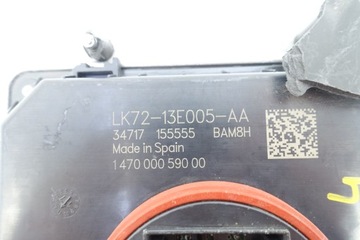 LK72-13E005-AA
34717 155555 BAM8H
Made in Spain
1 470 000 590 00